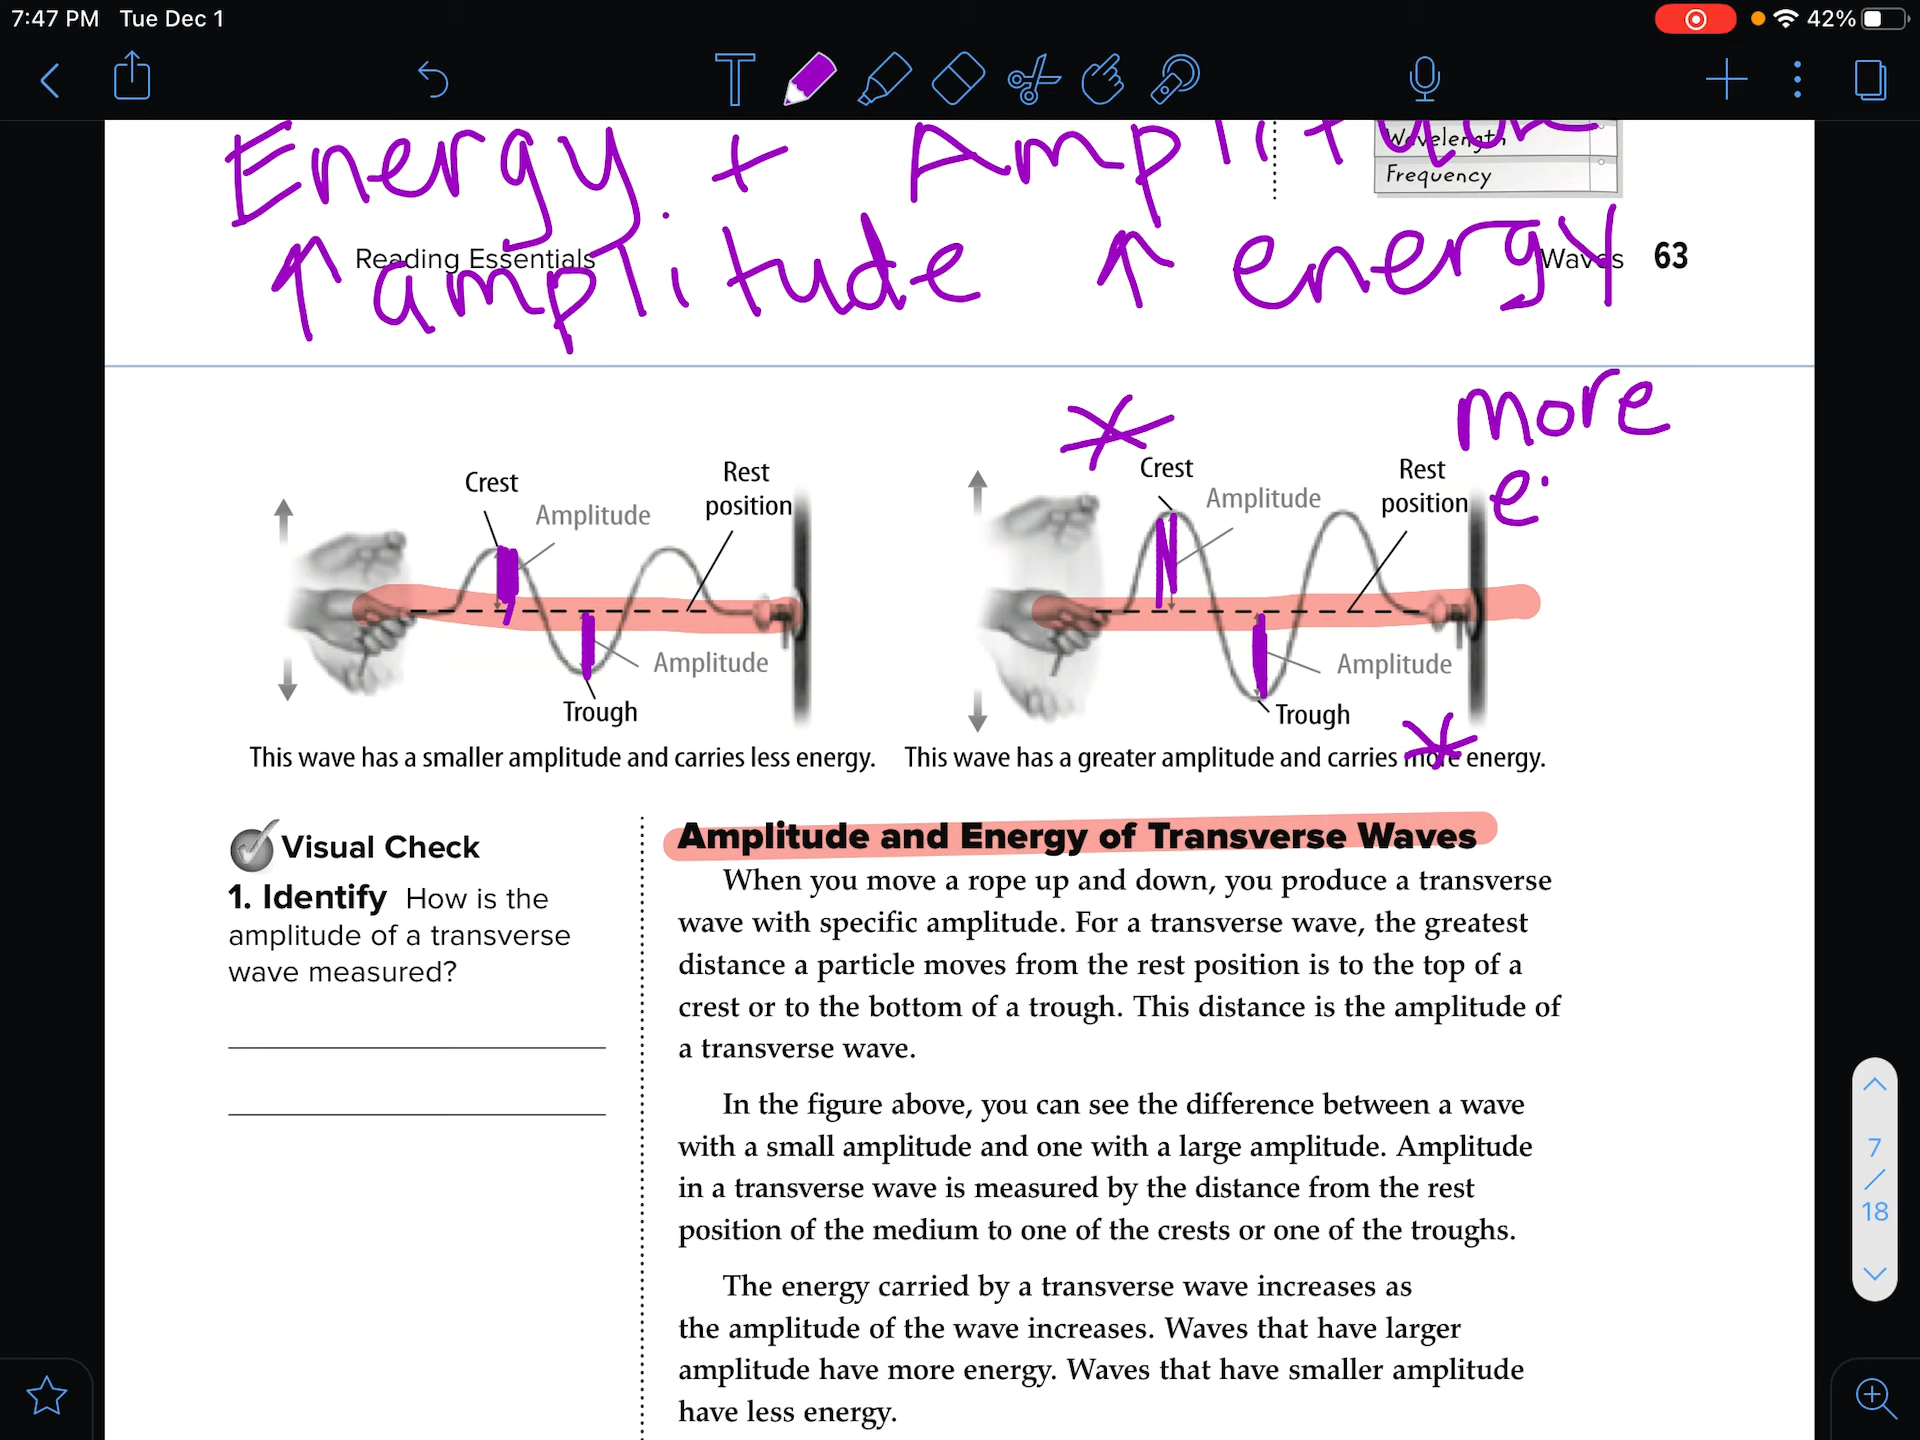 7:47 PM Tue Dec 1
42%
Energy + Amplitude
Wavelength
Frequency
Reading Essentials
Waves 63
↑ amplitude ↑ energy
more
e
Crest
Amplitude
Rest
position
Amplitude
Trough
Crest
Amplitude
Rest
position
Amplitude
Trough
This wave has a smaller amplitude and carries less energy.
This wave has a greater amplitude and carries more energy.
Visual Check
1. Identify How is the
amplitude of a transverse
wave measured?
Amplitude and Energy of Transverse Waves
When you move a rope up and down, you produce a transverse
wave with specific amplitude. For a transverse wave, the greatest
distance a particle moves from the rest position is to the top of a
crest or to the bottom of a trough. This distance is the amplitude of
a transverse wave.
In the figure above, you can see the difference between a wave
with a small amplitude and one with a large amplitude. Amplitude
in a transverse wave is measured by the distance from the rest
position of the medium to one of the crests or one of the troughs.
The energy carried by a transverse wave increases as
the amplitude of the wave increases. Waves that have larger
amplitude have more energy. Waves that have smaller amplitude
have less energy.
7
/
18